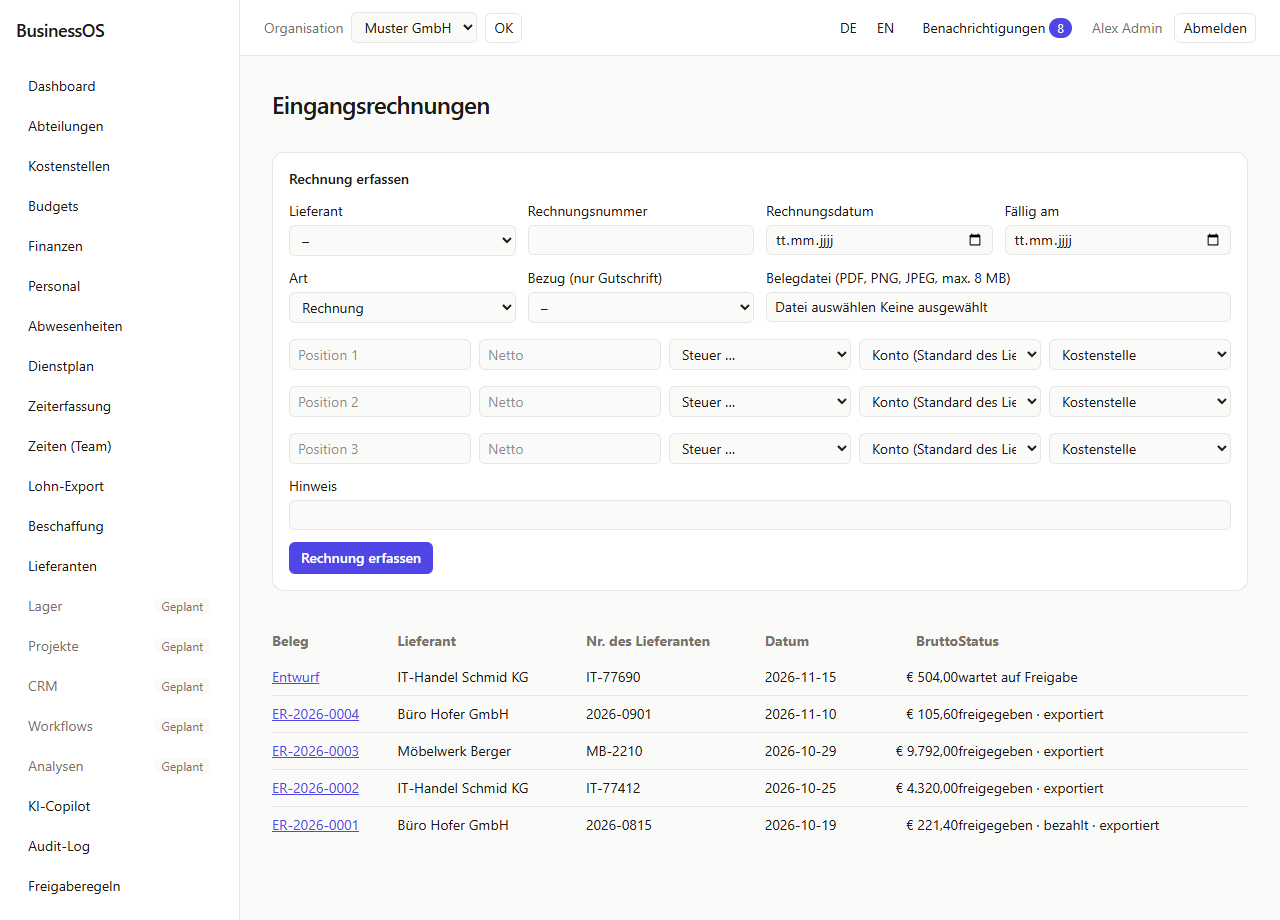 BusinessOS
Organisation Muster GmbH OK DE EN Benachrichtigungen 8 Alex Admin Abmelden
Dashboard
Abteilungen
Kostenstellen
Budgets
Finanzen
Personal
Abwesenheiten
Dienstplan
Zeiterfassung
Zeiten (Team)
Lohn-Export
Beschaffung
Lieferanten
Lager Geplant
Projekte Geplant
CRM Geplant
Workflows Geplant
Analysen Geplant
KI-Copilot
Audit-Log
Freigaberegeln
Eingangsrechnungen
Rechnung erfassen
Lieferant Rechnungsnummer Rechnungsdatum Fällig am
– tt.mm.jjjj tt.mm.jjjj
Art Bezug (nur Gutschrift) Belegdatei (PDF, PNG, JPEG, max. 8 MB)
Rechnung – Datei auswählen Keine ausgewählt
Position 1 Netto Steuer ... Konto (Standard des Lie Kostenstelle
Position 2 Netto Steuer ... Konto (Standard des Lie Kostenstelle
Position 3 Netto Steuer ... Konto (Standard des Lie Kostenstelle
Hinweis
Rechnung erfassen
Beleg Lieferant Nr. des Lieferanten Datum BruttoStatus
Entwurf IT-Handel Schmid KG IT-77690 2026-11-15 € 504,00wartet auf Freigabe
ER-2026-0004 Büro Hofer GmbH 2026-0901 2026-11-10 € 105,60freigegeben · exportiert
ER-2026-0003 Möbelwerk Berger MB-2210 2026-10-29 € 9.792,00freigegeben · exportiert
ER-2026-0002 IT-Handel Schmid KG IT-77412 2026-10-25 € 4.320,00freigegeben · exportiert
ER-2026-0001 Büro Hofer GmbH 2026-0815 2026-10-19 € 221,40freigegeben · bezahlt · exportiert